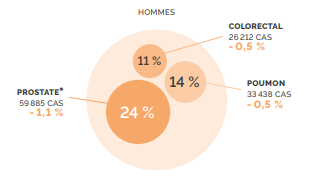 HOMMES
COLORECTAL
26 212 CAS
- 0,5 %
11 %
14 %
POUMON
33 438 CAS
- 0,5 %
PROSTATE*
59 885 CAS
- 1,1 %
24 %